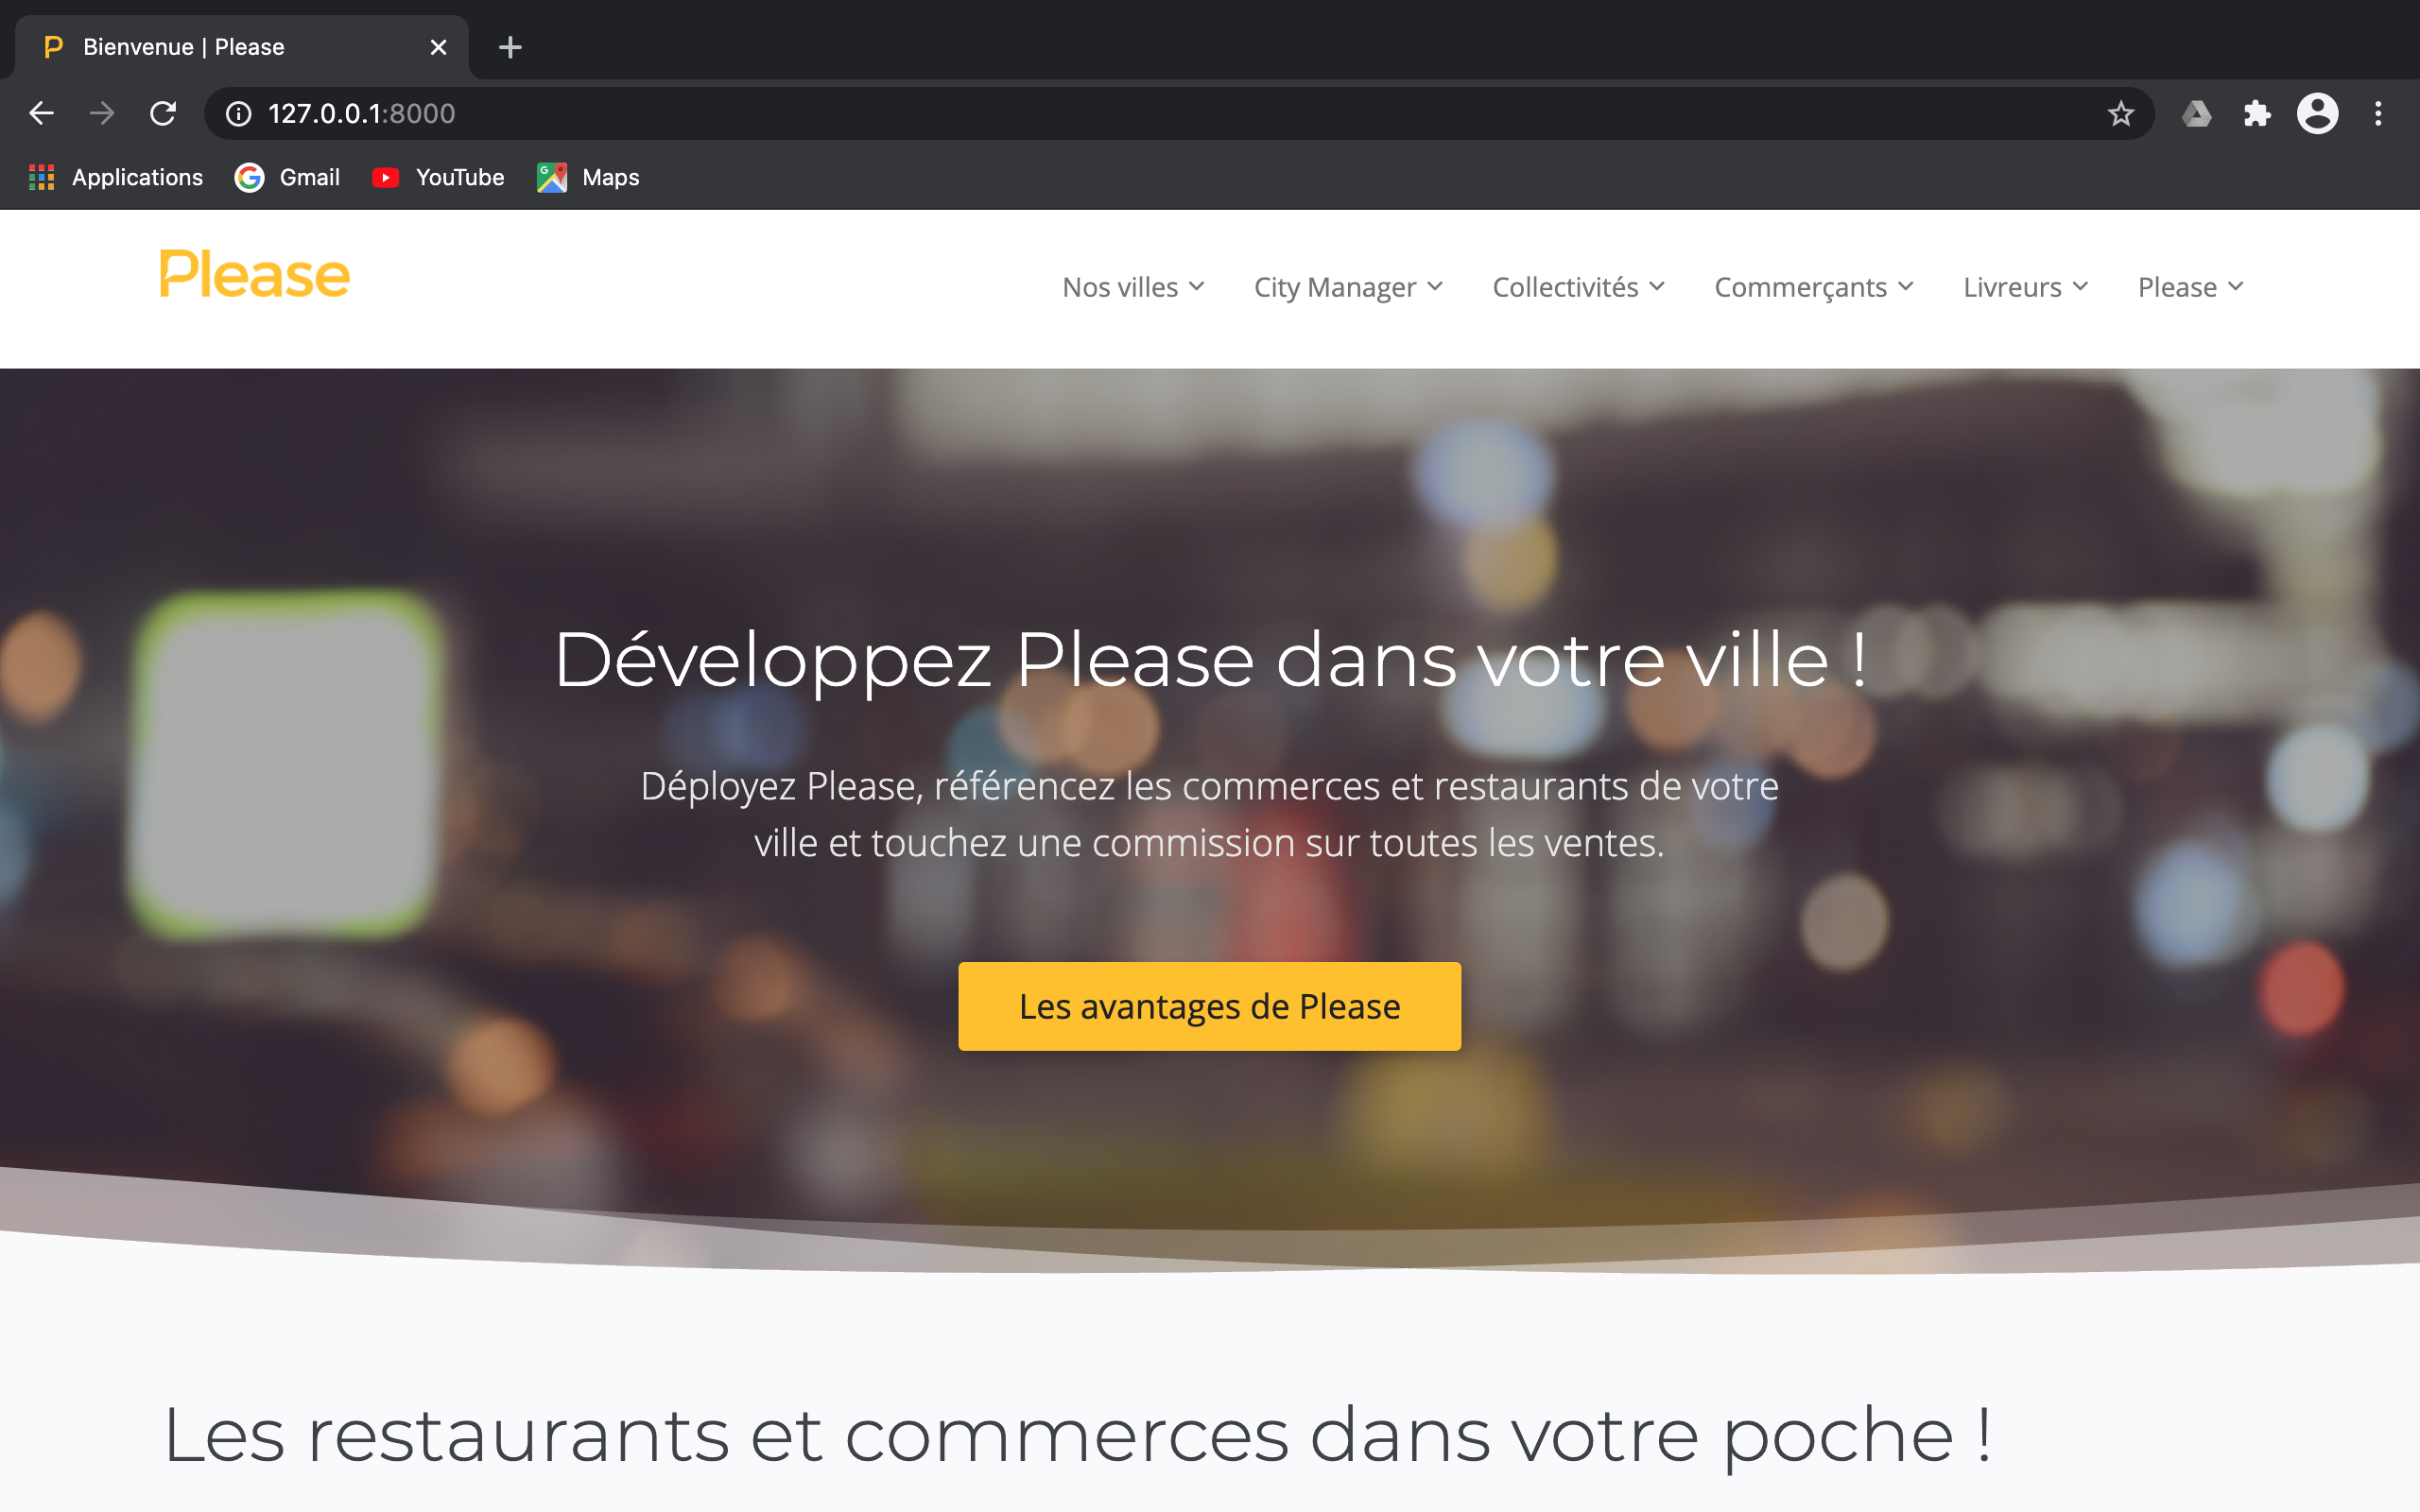 Bienvenue | Please
127.0.0.1:8000
Applications Gmail YouTube Maps
Please
Nos villes City Manager Collectivités Commerçants Livreurs Please
Développez Please dans votre ville !
Déployez Please, référencez les commerces et restaurants de votre
ville et touchez une commission sur toutes les ventes.
Les avantages de Please
Les restaurants et commerces dans votre poche !